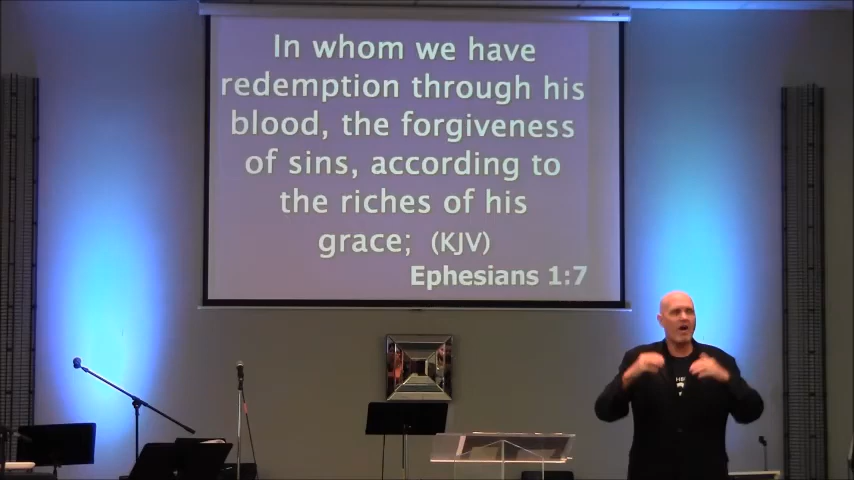 In whom we have
redemption through his
blood, the forgiveness
of sins, according to
the riches of his
grace; (KJV)
Ephesians 1:7